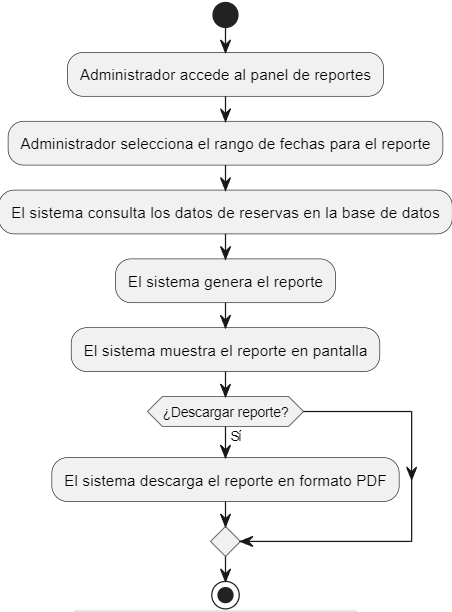 Administrador accede al panel de reportes
Administrador selecciona el rango de fechas para el reporte
El sistema consulta los datos de reservas en la base de datos
El sistema genera el reporte
El sistema muestra el reporte en pantalla
¿Descargar reporte?
Sí
El sistema descarga el reporte en formato PDF